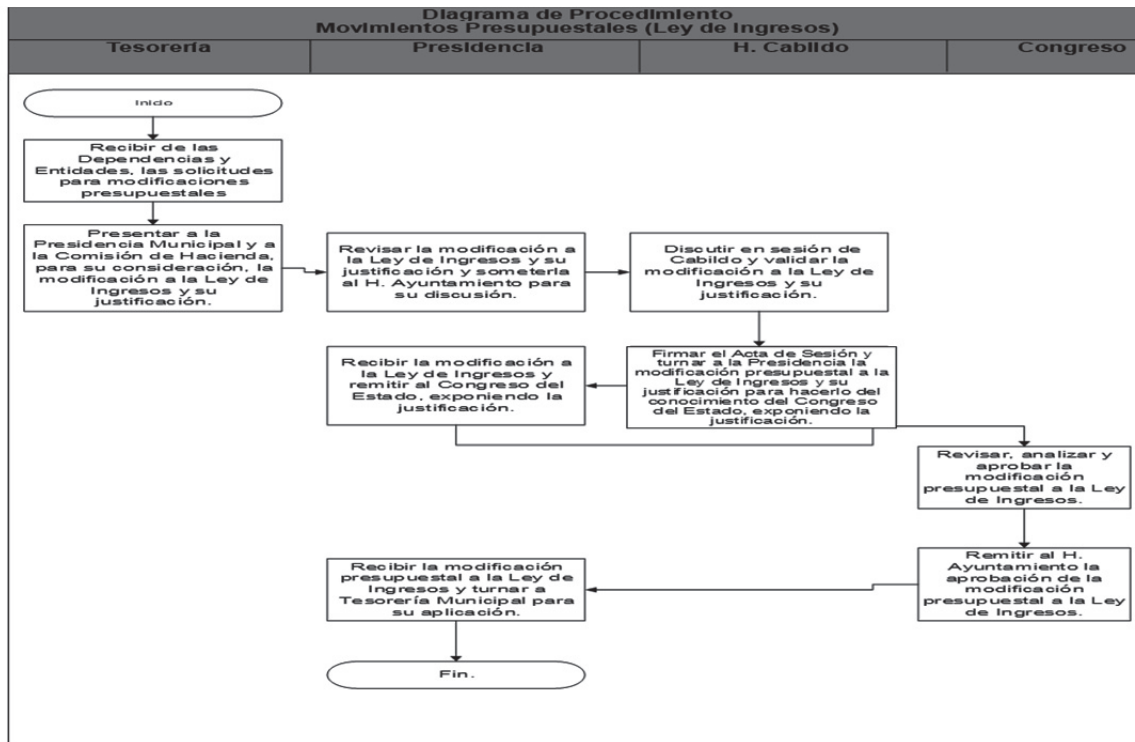 Diagrama de Procedimiento
Movimientos Presupuestales (Ley de Ingresos)
Tesorería
Presidencia
H. Cabildo
Congreso
Inicio
Recibir de las
Dependencias y
Entidades, las solicitudes
para modificaciones
presupuestales
Presentar a la
Presidencia Municipal y a
la Comisión de Hacienda,
para su consideración, la
modificación a la Ley de
Ingresos y su
justificación.
Revisar la modificación a
la Ley de Ingresos y su
justificación y someterla
al H. Ayuntamiento para
su discusión.
Discutir en sesión de
Cabildo y validar la
modificación a la Ley de
Ingresos y su
justificación.
Firmar el Acta de Sesión y
turnar a la Presidencia la
modificación presupuestal a la
Ley de Ingresos y su
justificación para hacerlo del
conocimiento del Congreso
del Estado, exponiendo la
justificación.
Recibir la modificación a
la Ley de Ingresos y
remitir al Congreso del
Estado, exponiendo la
justificación.
Revisar, analizar y
aprobar la
modificación
presupuestal a la Ley
de Ingresos.
Remitir al H.
Ayuntamiento la
aprobación de la
modificación
presupuestal a la Ley
de Ingresos.
Recibir la modificación
presupuestal a la Ley de
Ingresos y turnar a
Tesorería Municipal para
su aplicación.
Fin.